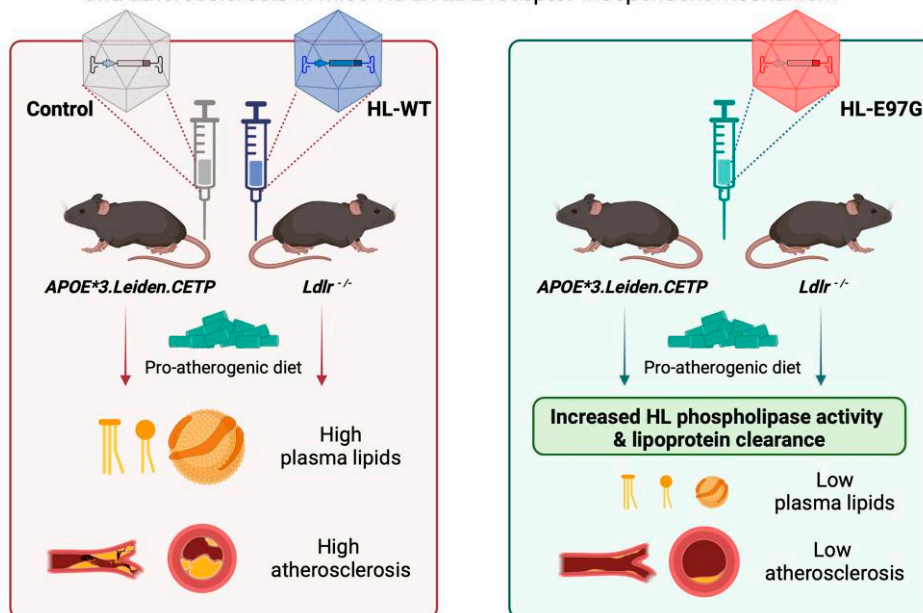 Control
HL-WT
APOE*3.Leiden.CETP
Ldlr -/-
Pro-atherogenic diet
High
plasma lipids
High
atherosclerosis
HL-E97G
APOE*3.Leiden.CETP
Ldlr -/-
Pro-atherogenic diet
Increased HL phospholipase activity
& lipoprotein clearance
Low
plasma lipids
Low
atherosclerosis